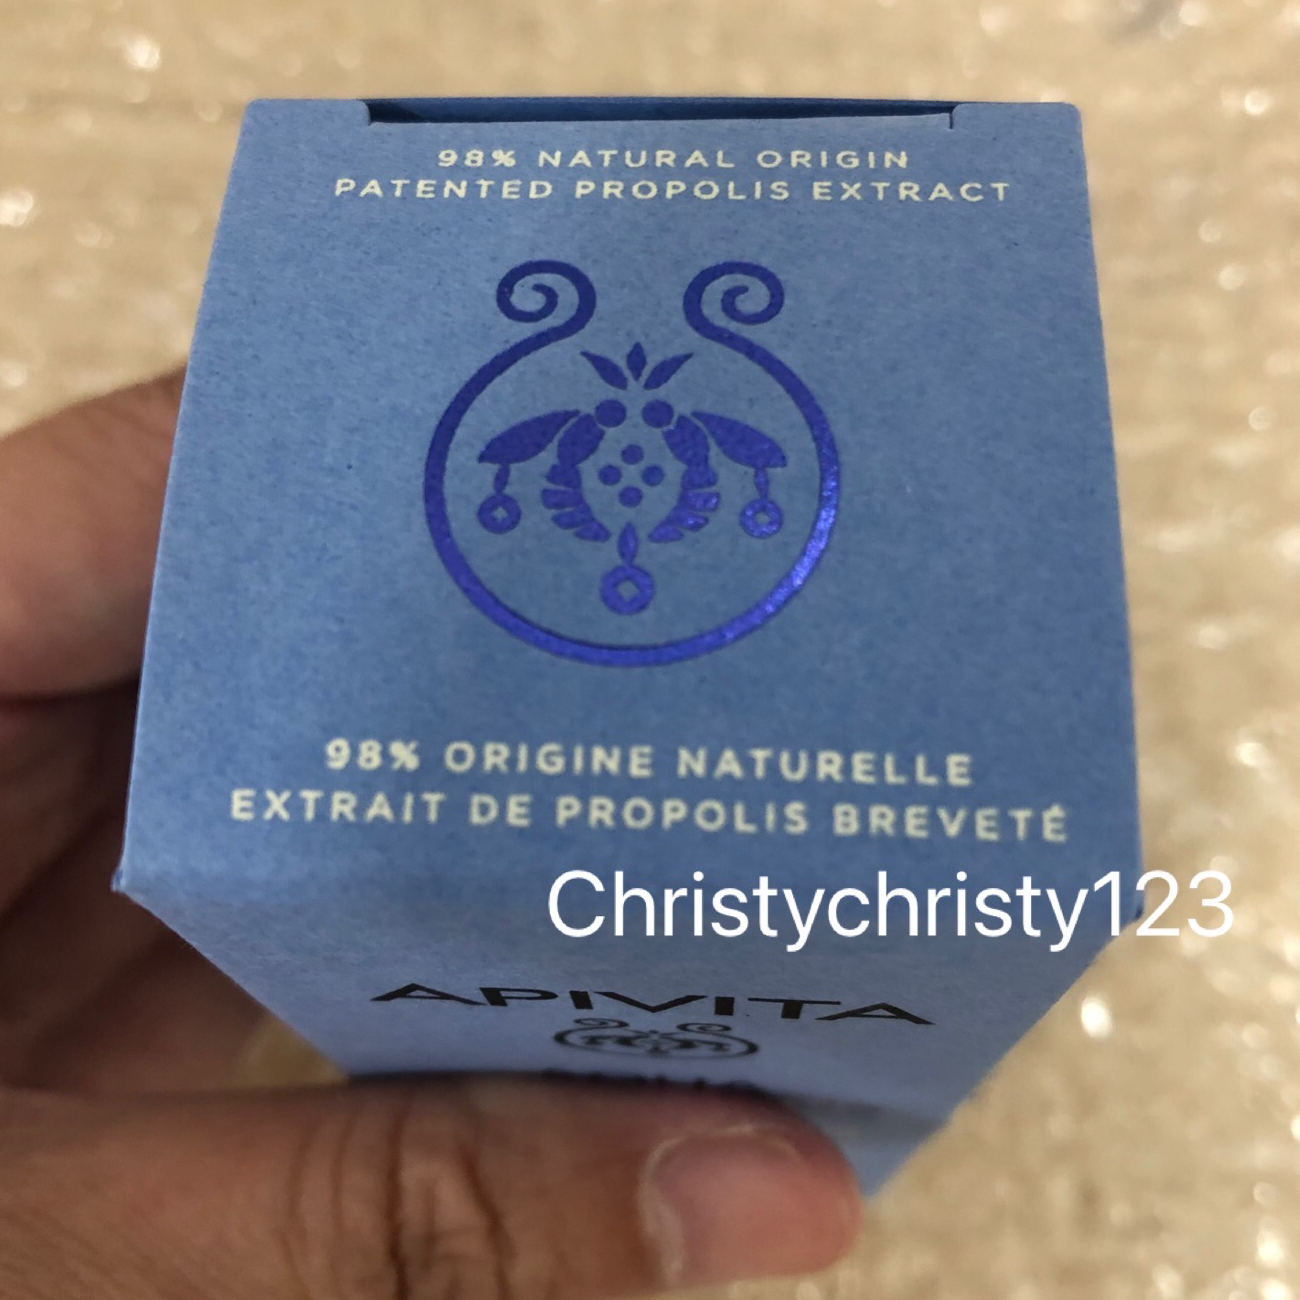 98% NATURAL ORIGIN
PATENTED PROPOLIS EXTRACT
98% ORIGINE NATURELLE
EXTRAIT DE PROPOLIS BREVETÉ
Christychristy123
APIVITA